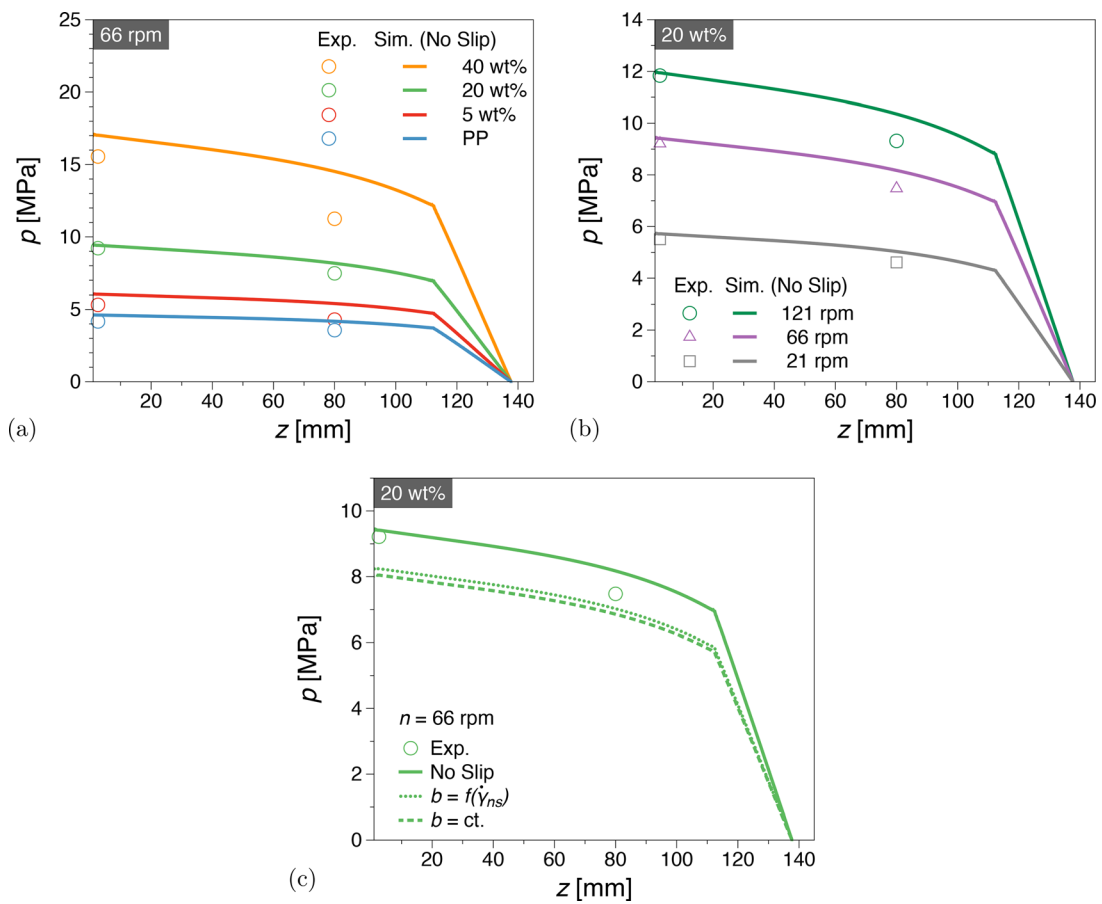 66 rpm
Exp. Sim. (No Slip)
40 wt%
20 wt%
5 wt%
PP
25
20
15
10
5
0
p [MPa]
20 40 60 80 100 120 140
z [mm]
(a)
20 wt%
14
12
10
8
6
4
2
0
p [MPa]
Exp. Sim. (No Slip)
121 rpm
66 rpm
21 rpm
20 40 60 80 100 120 140
z [mm]
(b)
20 wt%
10
8
6
4
2
0
p [MPa]
n = 66 rpm
Exp.
No Slip
b = f(γ̇ns)
b = ct.
20 40 60 80 100 120 140
z [mm]
(c)